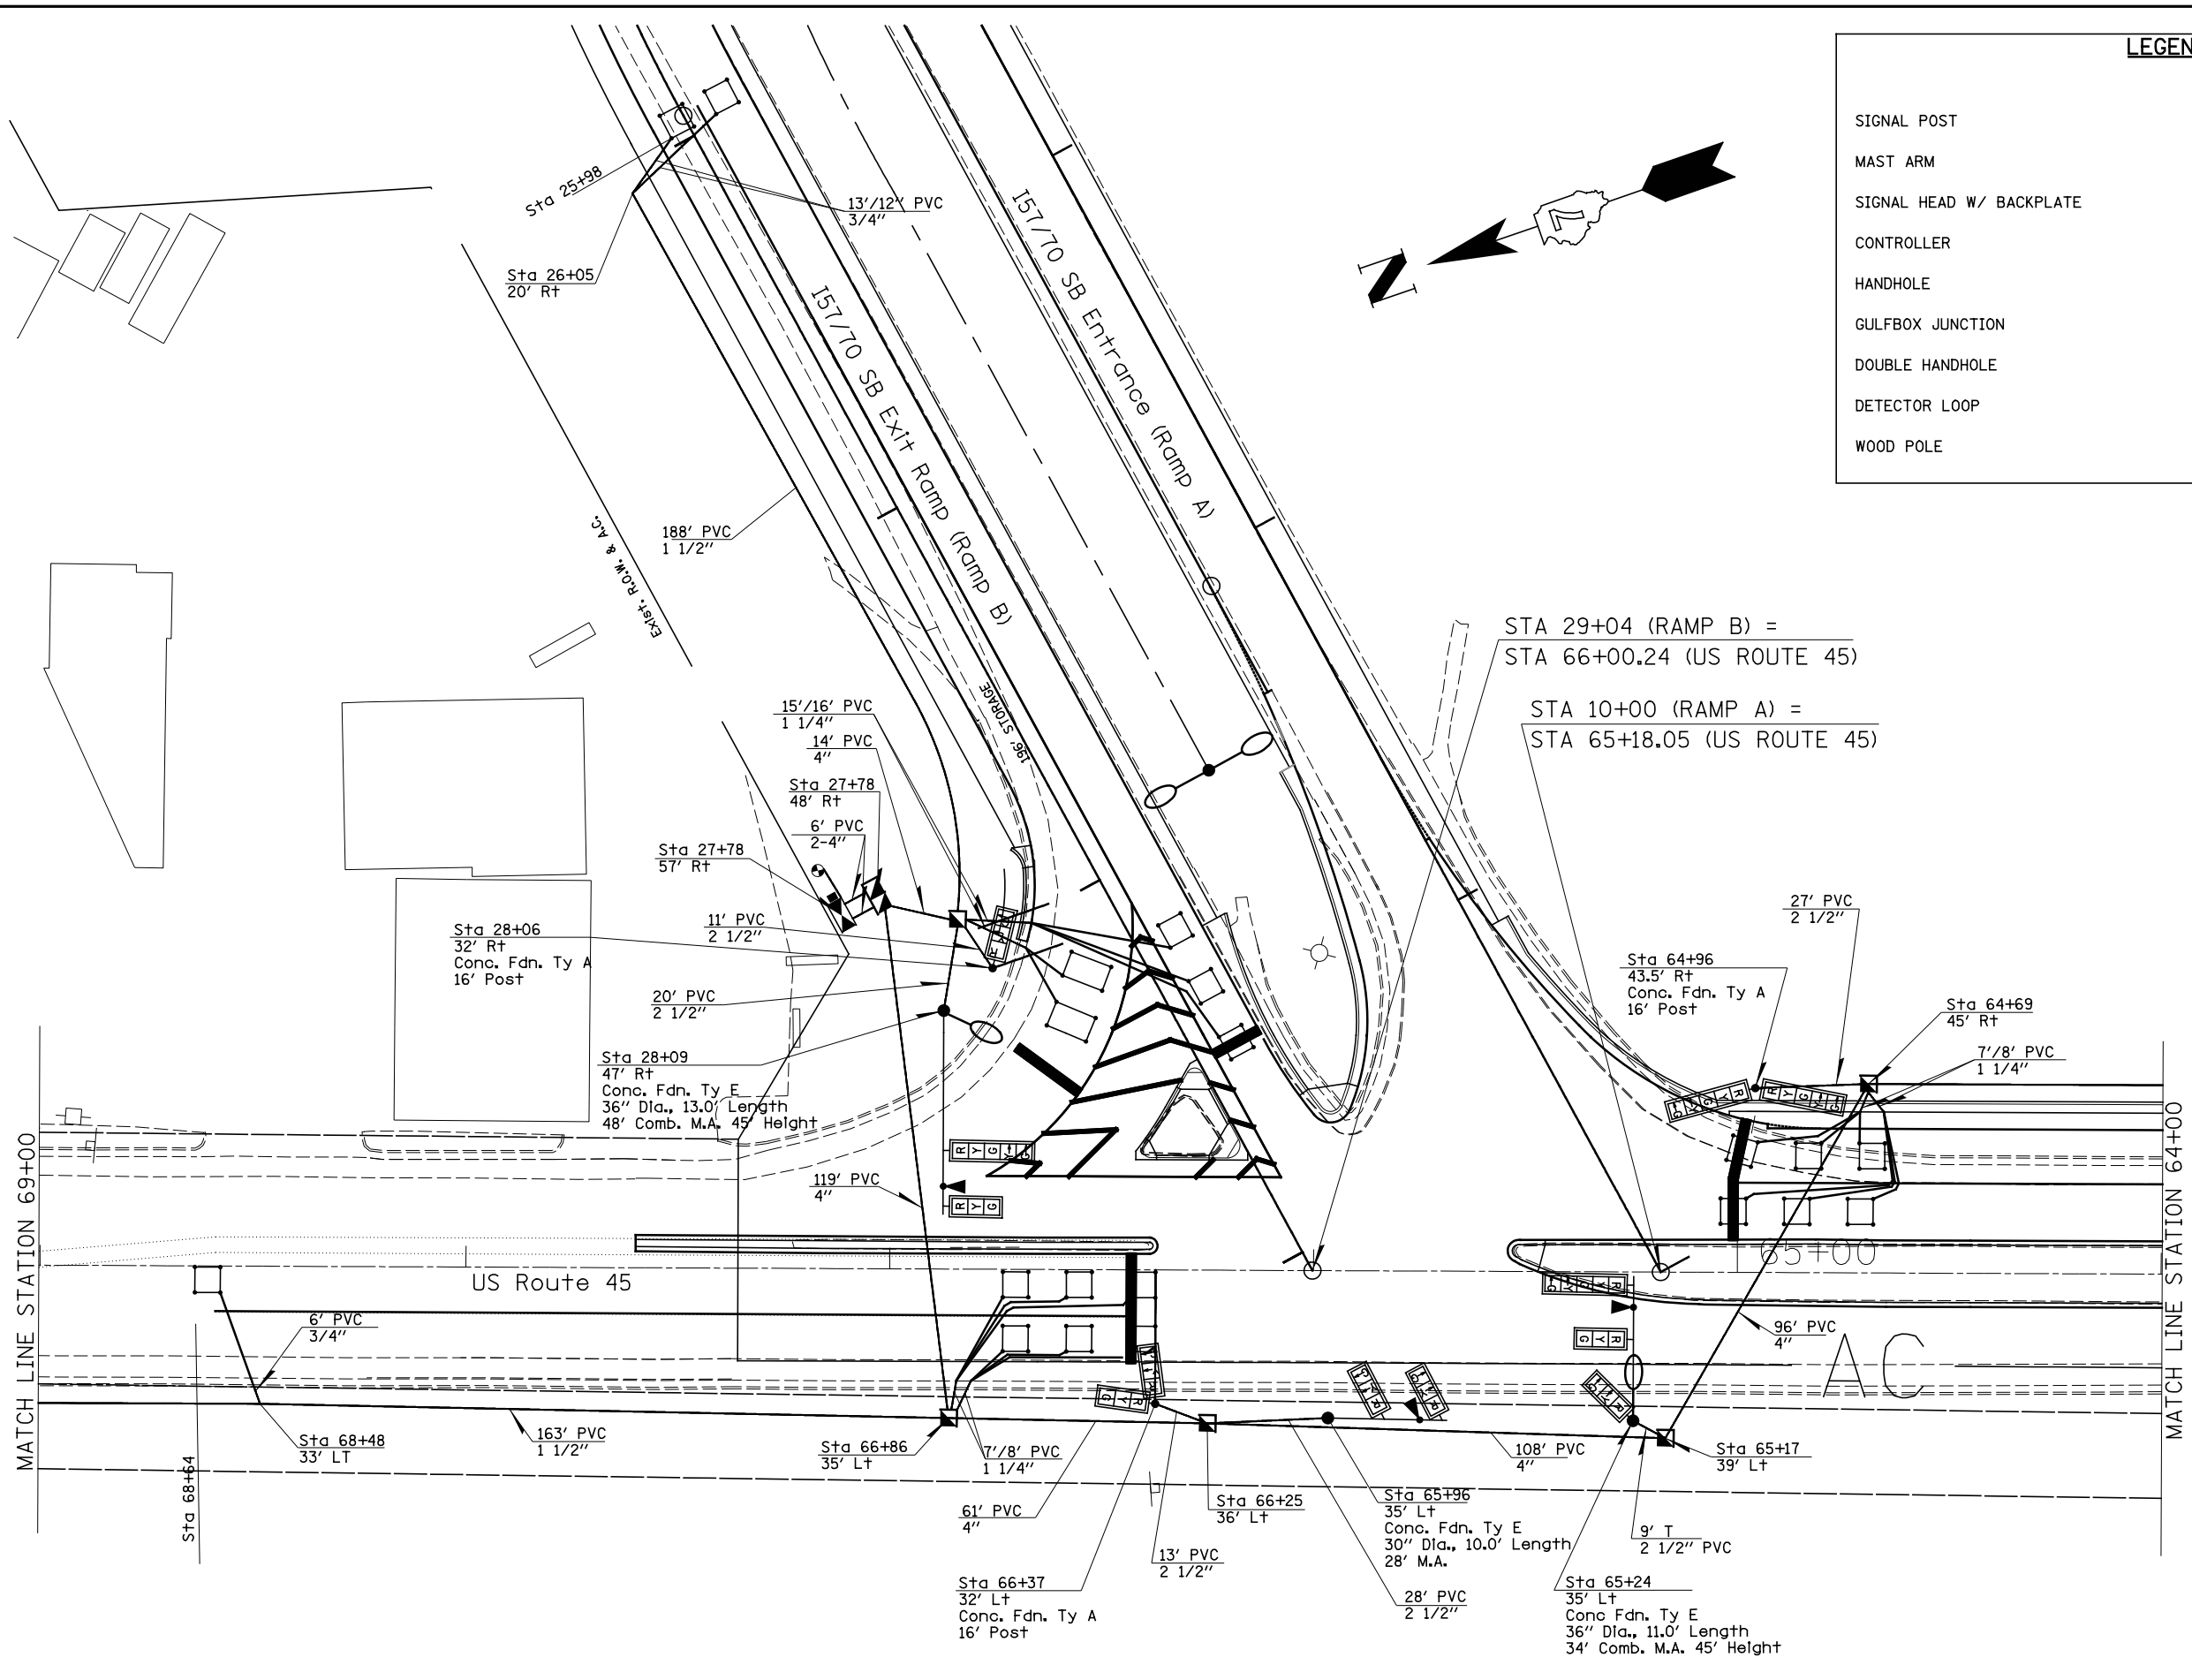 LEGEN
SIGNAL POST
MAST ARM
SIGNAL HEAD W/ BACKPLATE
CONTROLLER
HANDHOLE
GULFBOX JUNCTION
DOUBLE HANDHOLE
DETECTOR LOOP
WOOD POLE
N
7
Sta 25+98
13'/12" PVC
3/4"
Sta 26+05
20' Rt
I57/70 SB Exit Ramp (Ramp B)
I57/70 SB Entrance (Ramp A)
188' PVC
1 1/2"
Exist. R.O.W. & A.C.
STA 29+04 (RAMP B) =
STA 66+00.24 (US ROUTE 45)
STA 10+00 (RAMP A) =
STA 65+18.05 (US ROUTE 45)
196' STORAGE
15'/16' PVC
1 1/4"
14' PVC
4"
Sta 27+78
48' Rt
6' PVC
2-4"
Sta 27+78
57' Rt
11' PVC
2 1/2"
Sta 28+06
32' Rt
Conc. Fdn. Ty A
16' Post
20' PVC
2 1/2"
Sta 28+09
47' Rt
Conc. Fdn. Ty E
36" Dia., 13.0' Length
48' Comb. M.A. 45' Height
27' PVC
2 1/2"
Sta 64+96
43.5' Rt
Conc. Fdn. Ty A
16' Post
Sta 64+69
45' Rt
7'/8' PVC
1 1/4"
R Y G Y G
R Y G
119' PVC
4"
MATCH LINE STATION 69+00
MATCH LINE STATION 64+00
US Route 45
65+00
AC
6' PVC
3/4"
96' PVC
4"
Sta 68+48
33' LT
Sta 68+64
163' PVC
1 1/2"
Sta 66+86
35' Lt
7'/8' PVC
1 1/4"
61' PVC
4"
Sta 66+25
36' Lt
13' PVC
2 1/2"
Sta 66+37
32' Lt
Conc. Fdn. Ty A
16' Post
Sta 65+96
35' Lt
Conc. Fdn. Ty E
30" Dia., 10.0' Length
28' M.A.
28' PVC
2 1/2"
108' PVC
4"
Sta 65+17
39' Lt
9' T
2 1/2" PVC
Sta 65+24
35' Lt
Conc Fdn. Ty E
36" Dia., 11.0' Length
34' Comb. M.A. 45' Height